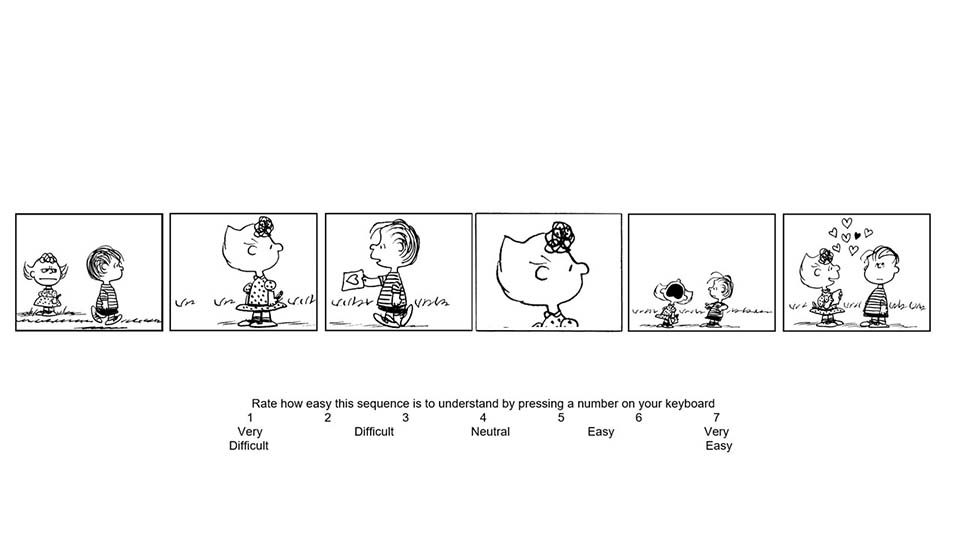 Rate how easy this sequence is to understand by pressing a number on your keyboard
1 2 3 4 5 6 7
Very Difficult Neutral Easy Very
Difficult Easy